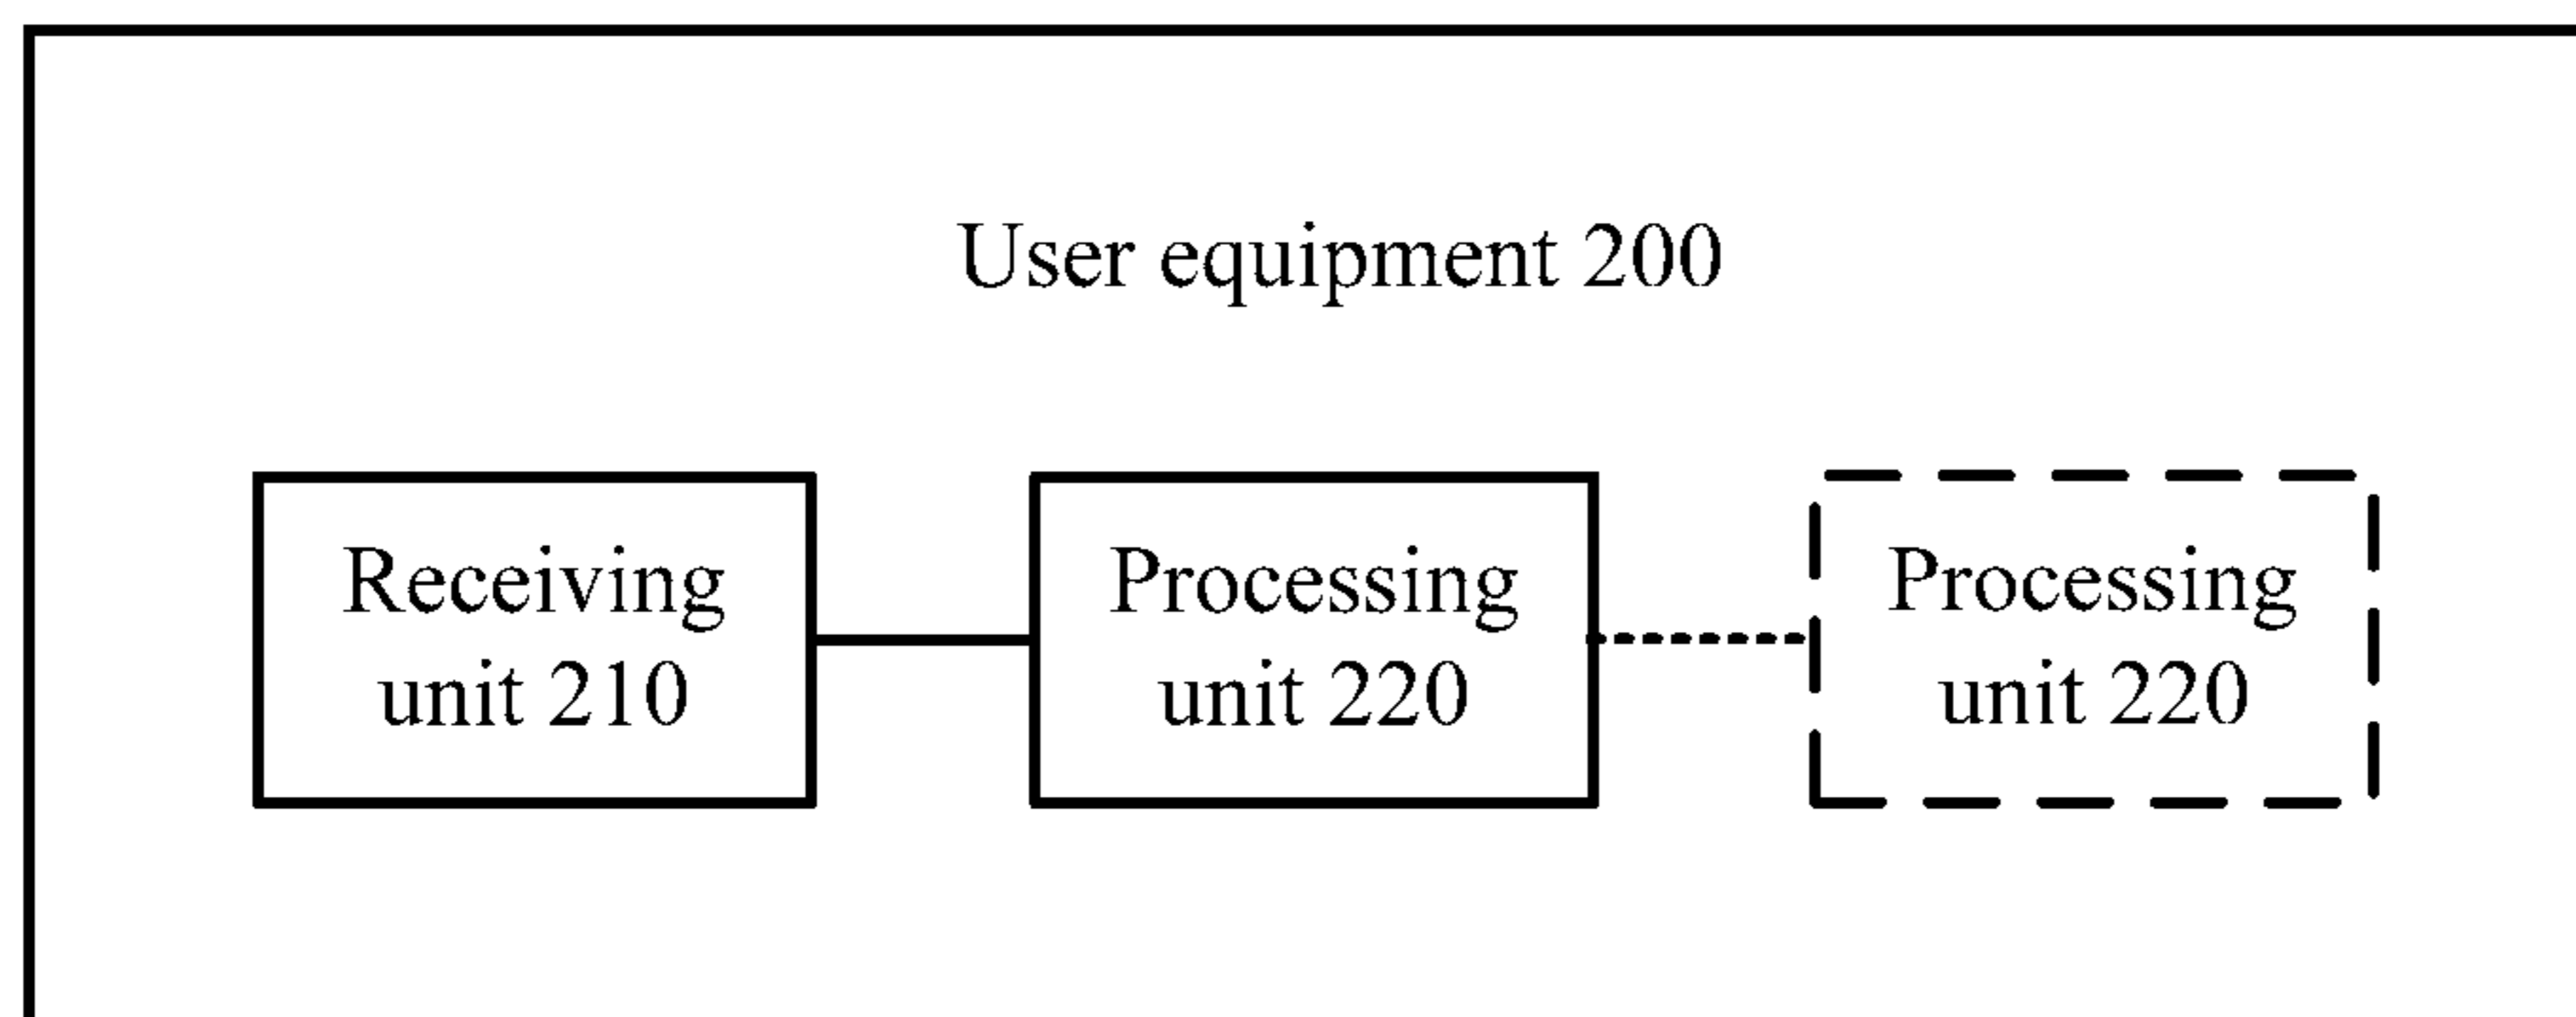 User equipment 200
Receiving
unit 210
Processing
unit 220
Processing
unit 220